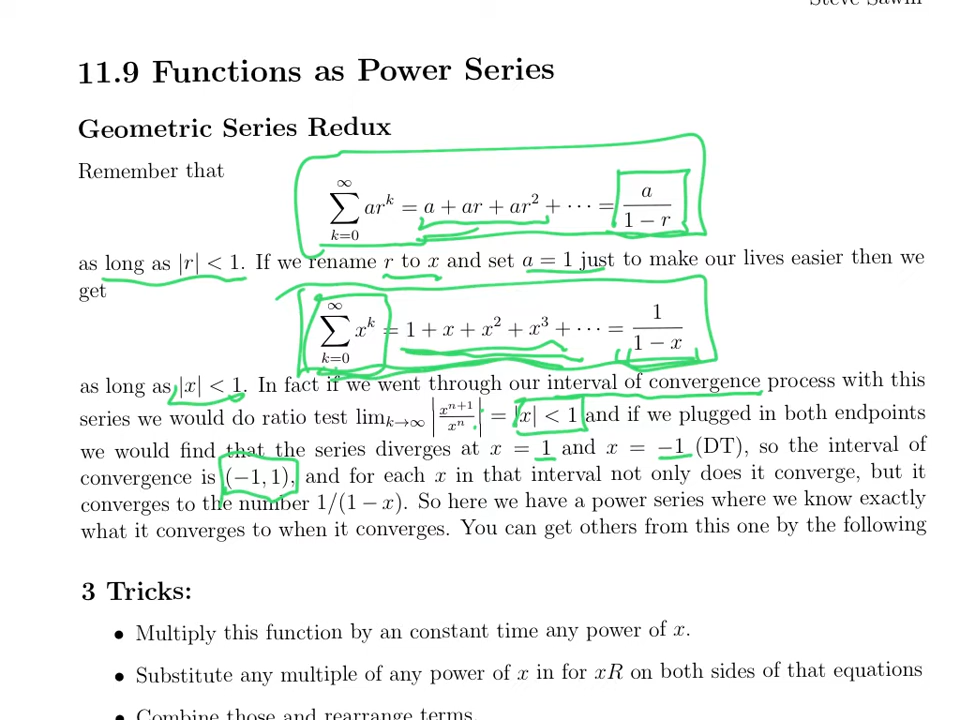 Steve Sawin
11.9 Functions as Power Series
Geometric Series Redux
Remember that
∞
∑ ar^k = a + ar + ar² + ⋯ = a/(1 − r)
k=0
as long as |r| < 1. If we rename r to x and set a = 1 just to make our lives easier then we
get
∞
∑ x^k = 1 + x + x² + x³ + ⋯ = 1/(1 − x)
k=0
as long as |x| < 1. In fact if we went through our interval of convergence process with this
series we would do ratio test lim_{k→∞} |x^{n+1}/x^n| = |x| < 1 and if we plugged in both endpoints
we would find that the series diverges at x = 1 and x = −1 (DT), so the interval of
convergence is (−1, 1), and for each x in that interval not only does it converge, but it
converges to the number 1/(1 − x). So here we have a power series where we know exactly
what it converges to when it converges. You can get others from this one by the following
3 Tricks:
• Multiply this function by an constant time any power of x.
• Substitute any multiple of any power of x in for xR on both sides of that equations
• Combine those and rearrange terms.